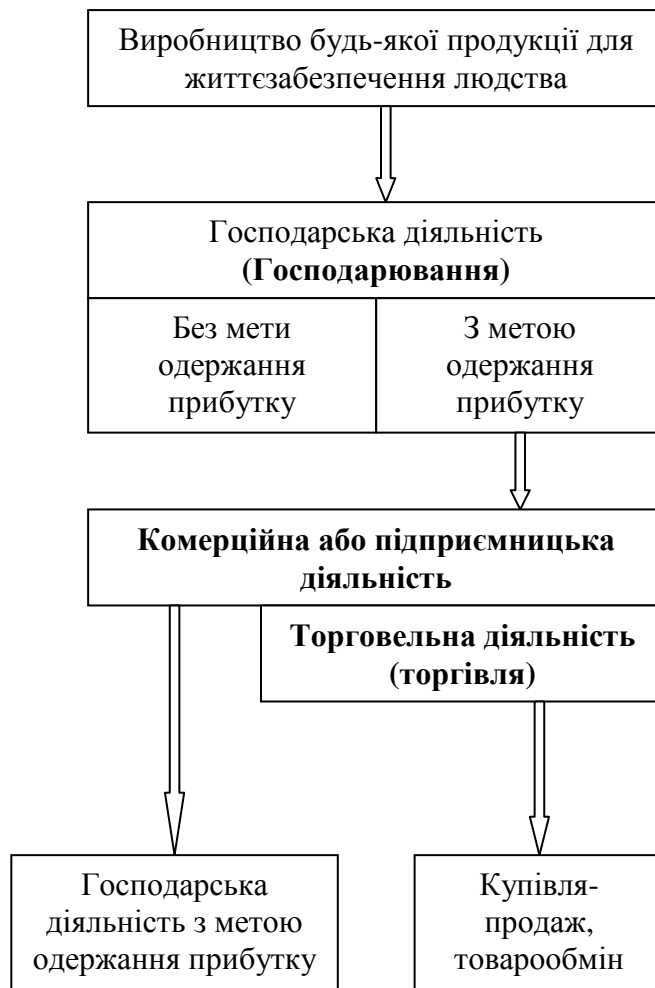 Виробництво будь-якої продукції для
життєзабезпечення людства
Господарська діяльність
(Господарювання)
Без мети
одержання
прибутку
З метою
одержання
прибутку
Комерційна або підприємницька
діяльність
Торговельна діяльність
(торгівля)
Господарська
діяльність з метою
одержання прибутку
Купівля-
продаж,
товарообмін